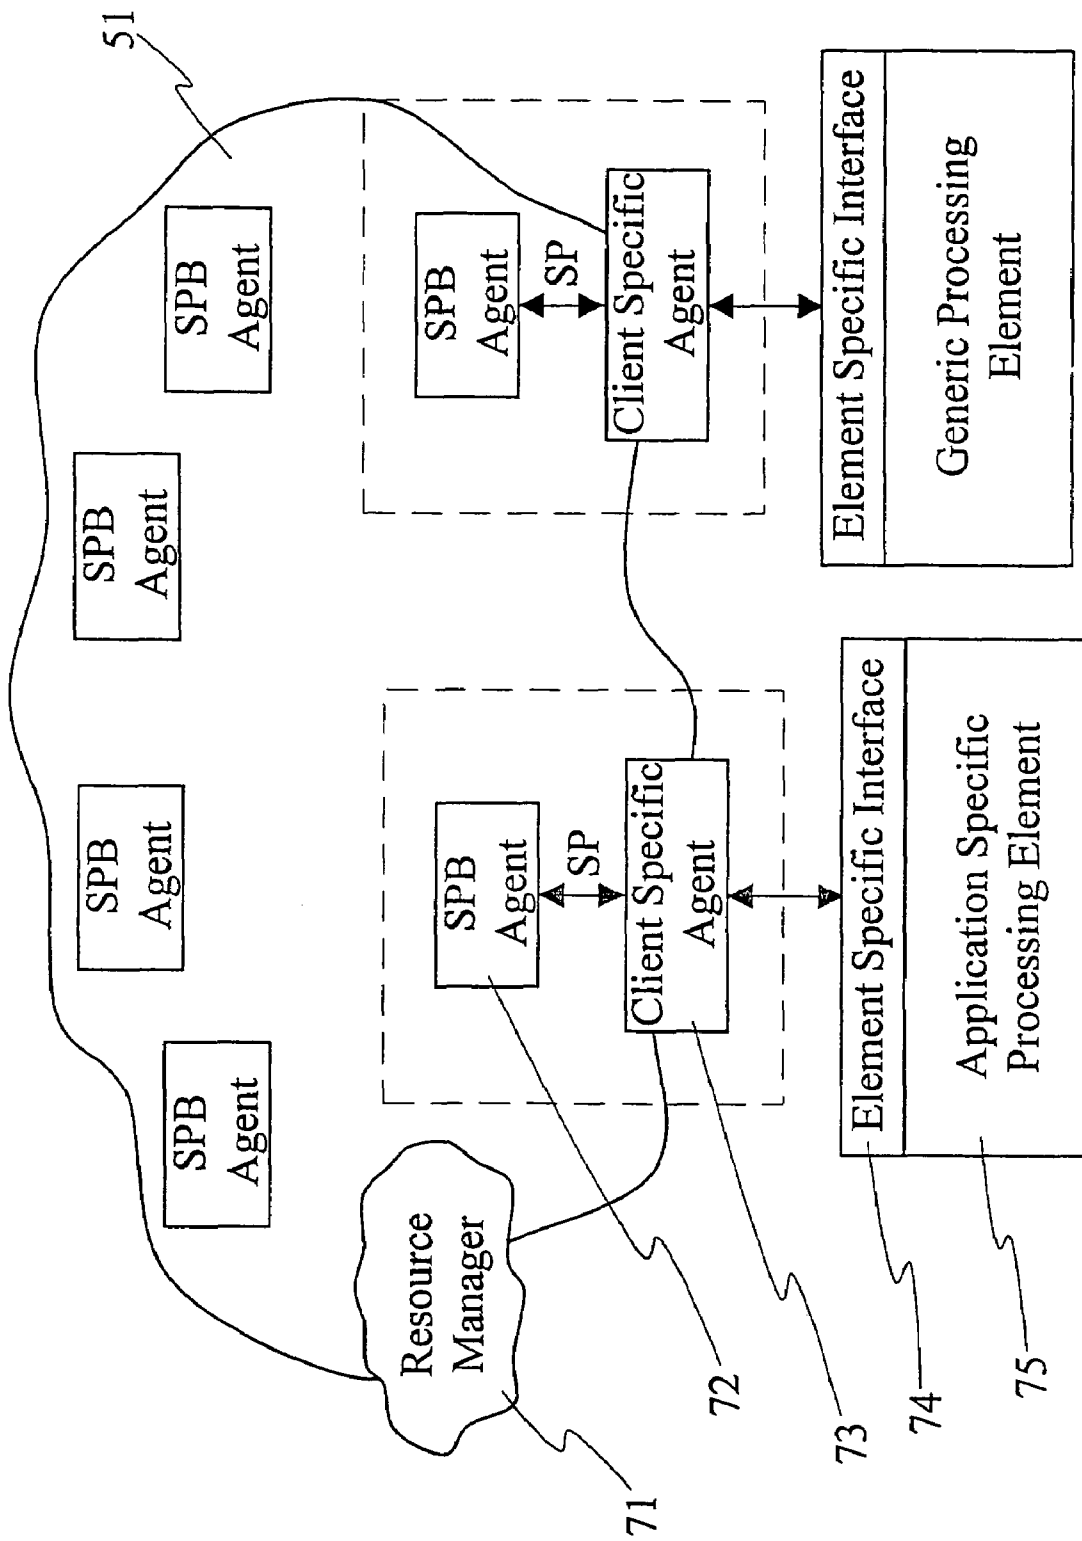 51
SPB
Agent
SPB
Agent
SPB
Agent
SPB
Agent
Resource
Manager
71
SPB
Agent
72
SP
Client Specific
Agent
73
SPB
Agent
SP
Client Specific
Agent
Element Specific Interface
74
Application Specific
Processing Element
75
Element Specific Interface
Generic Processing
Element